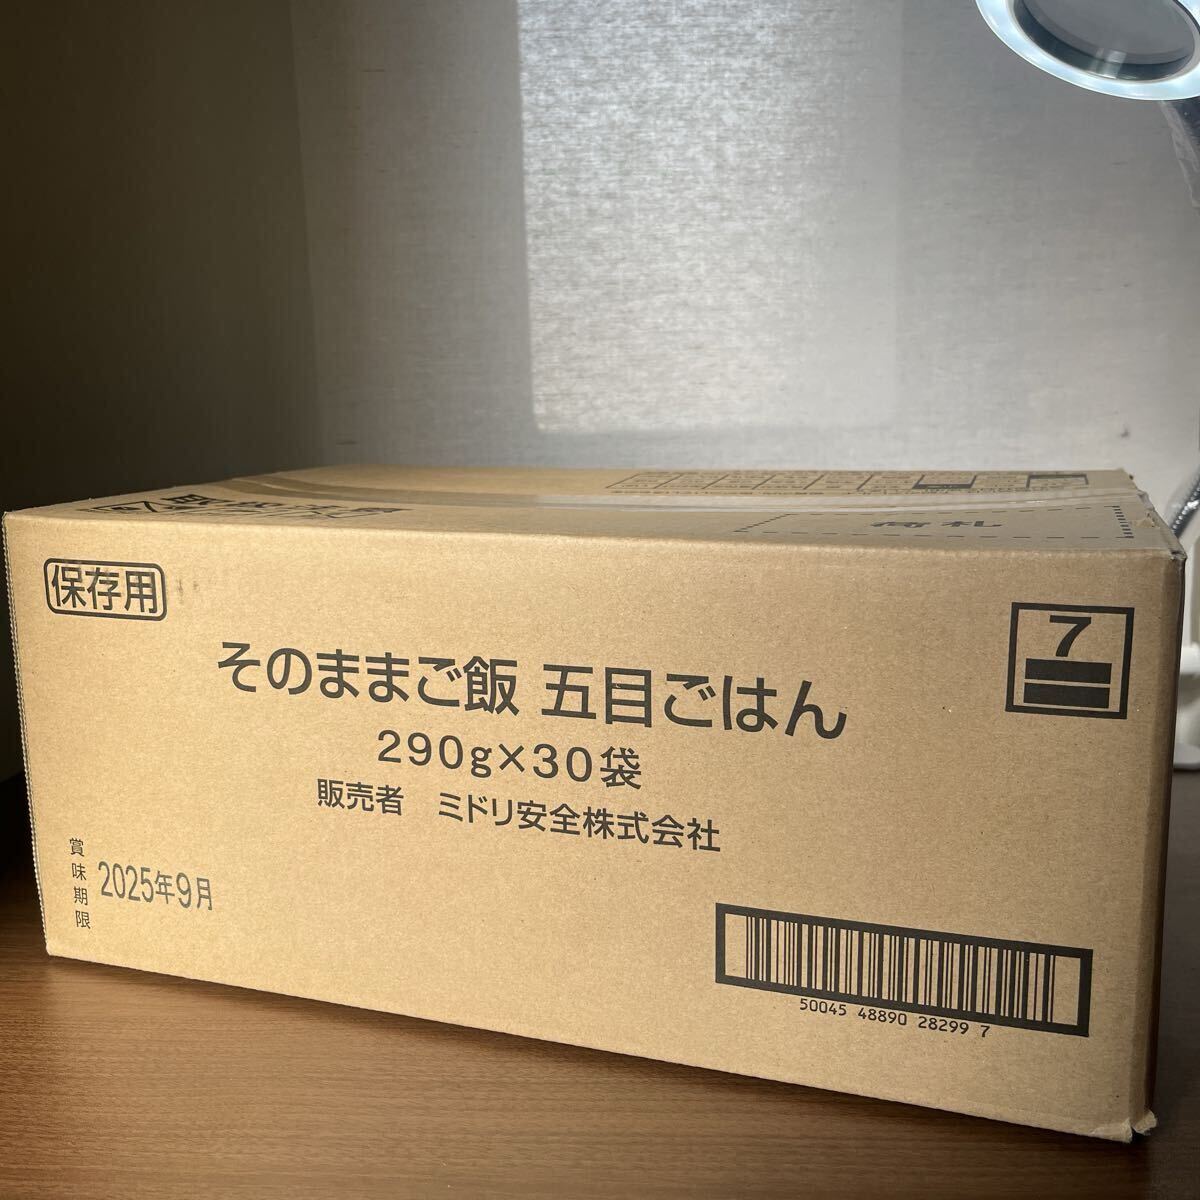 荷札
保存用
7
そのままご飯 五目ごはん
290g×30袋
販売者 ミドリ安全株式会社
賞味期限
2025年9月
50045 48890 28299 7